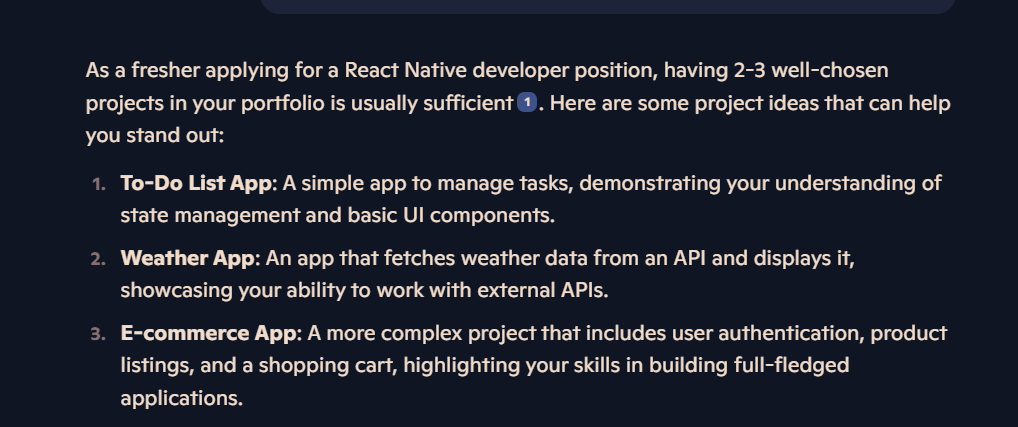 As a fresher applying for a React Native developer position, having 2-3 well-chosen
projects in your portfolio is usually sufficient 1 . Here are some project ideas that can help
you stand out:
1. To-Do List App: A simple app to manage tasks, demonstrating your understanding of
state management and basic UI components.
2. Weather App: An app that fetches weather data from an API and displays it,
showcasing your ability to work with external APIs.
3. E-commerce App: A more complex project that includes user authentication, product
listings, and a shopping cart, highlighting your skills in building full-fledged
applications.